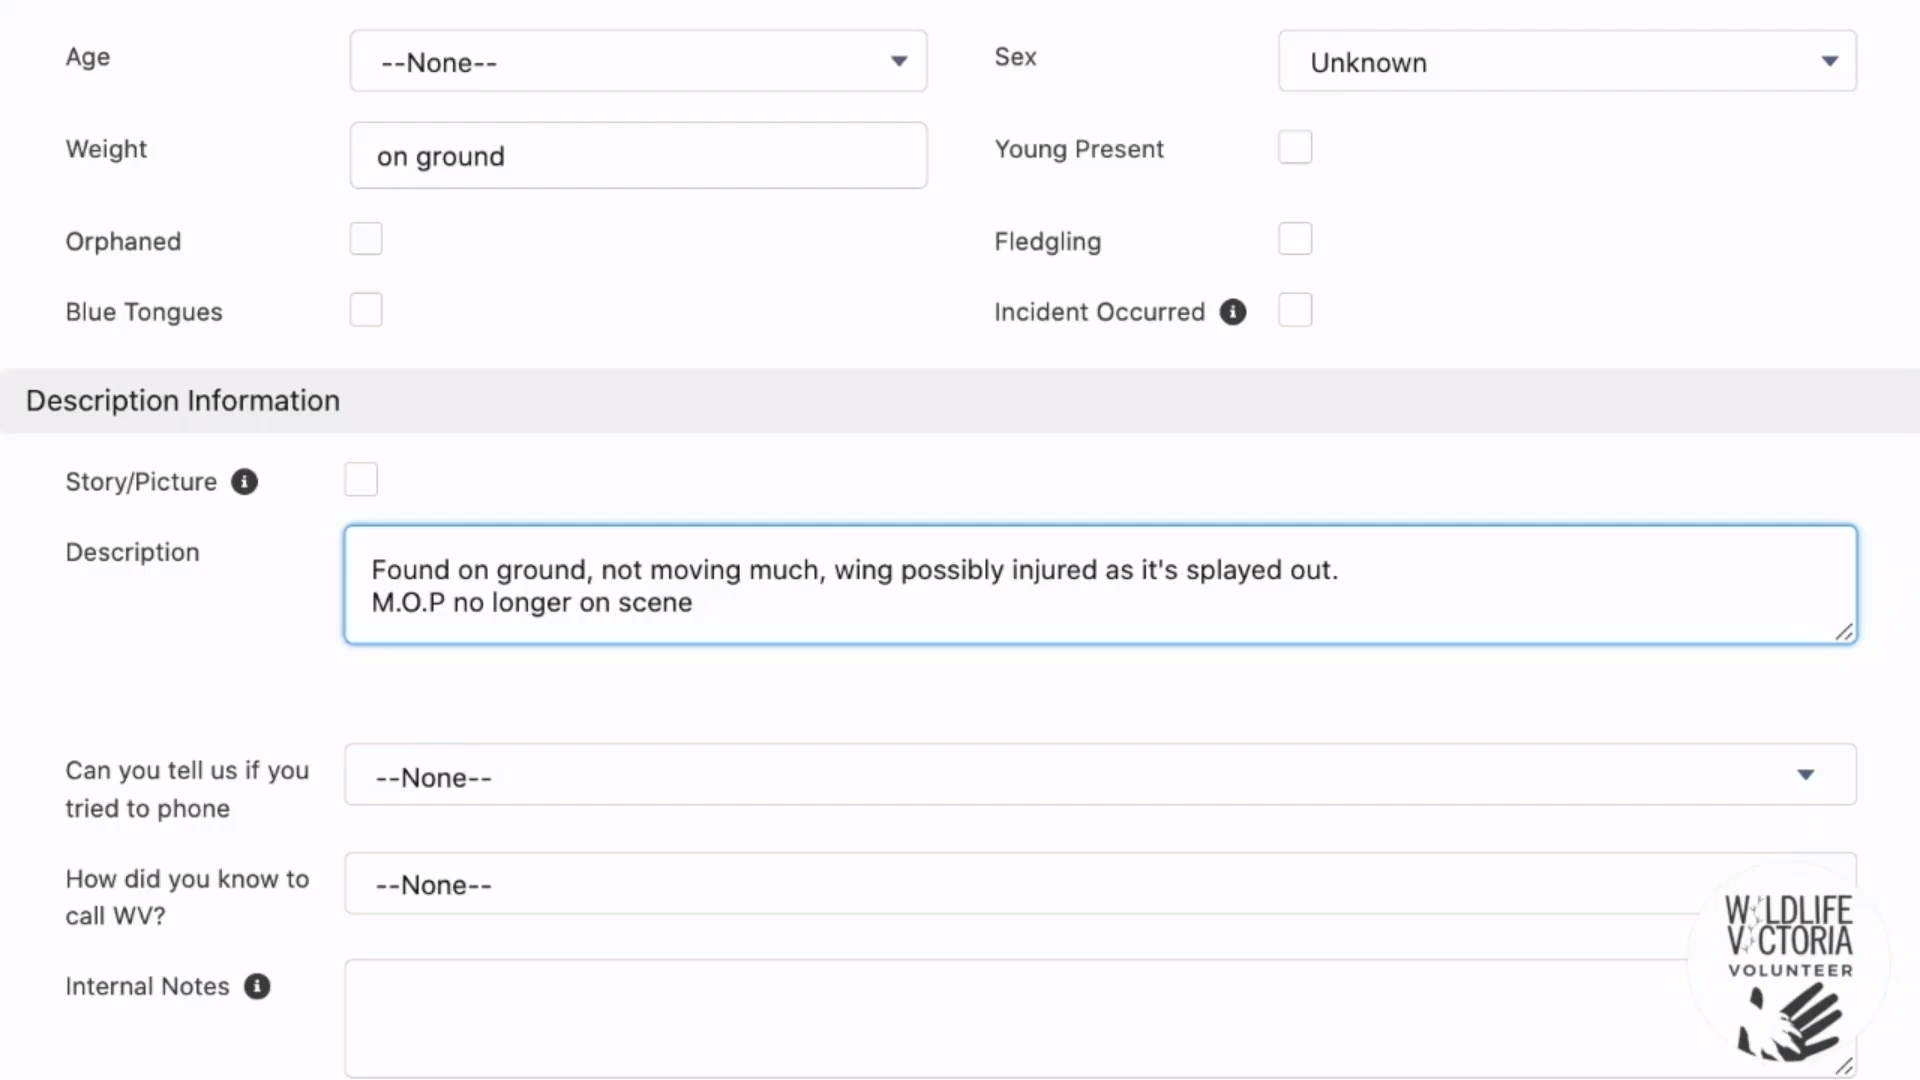 Age
--None--
Sex
Unknown
Weight
on ground
Young Present
Orphaned
Fledgling
Blue Tongues
Incident Occurred
Description Information
Story/Picture
Description
Found on ground, not moving much, wing possibly injured as it's splayed out.
M.O.P no longer on scene
Can you tell us if you
tried to phone
--None--
How did you know to
call WV?
--None--
Internal Notes
WILDLIFE
VICTORIA
VOLUNTEER